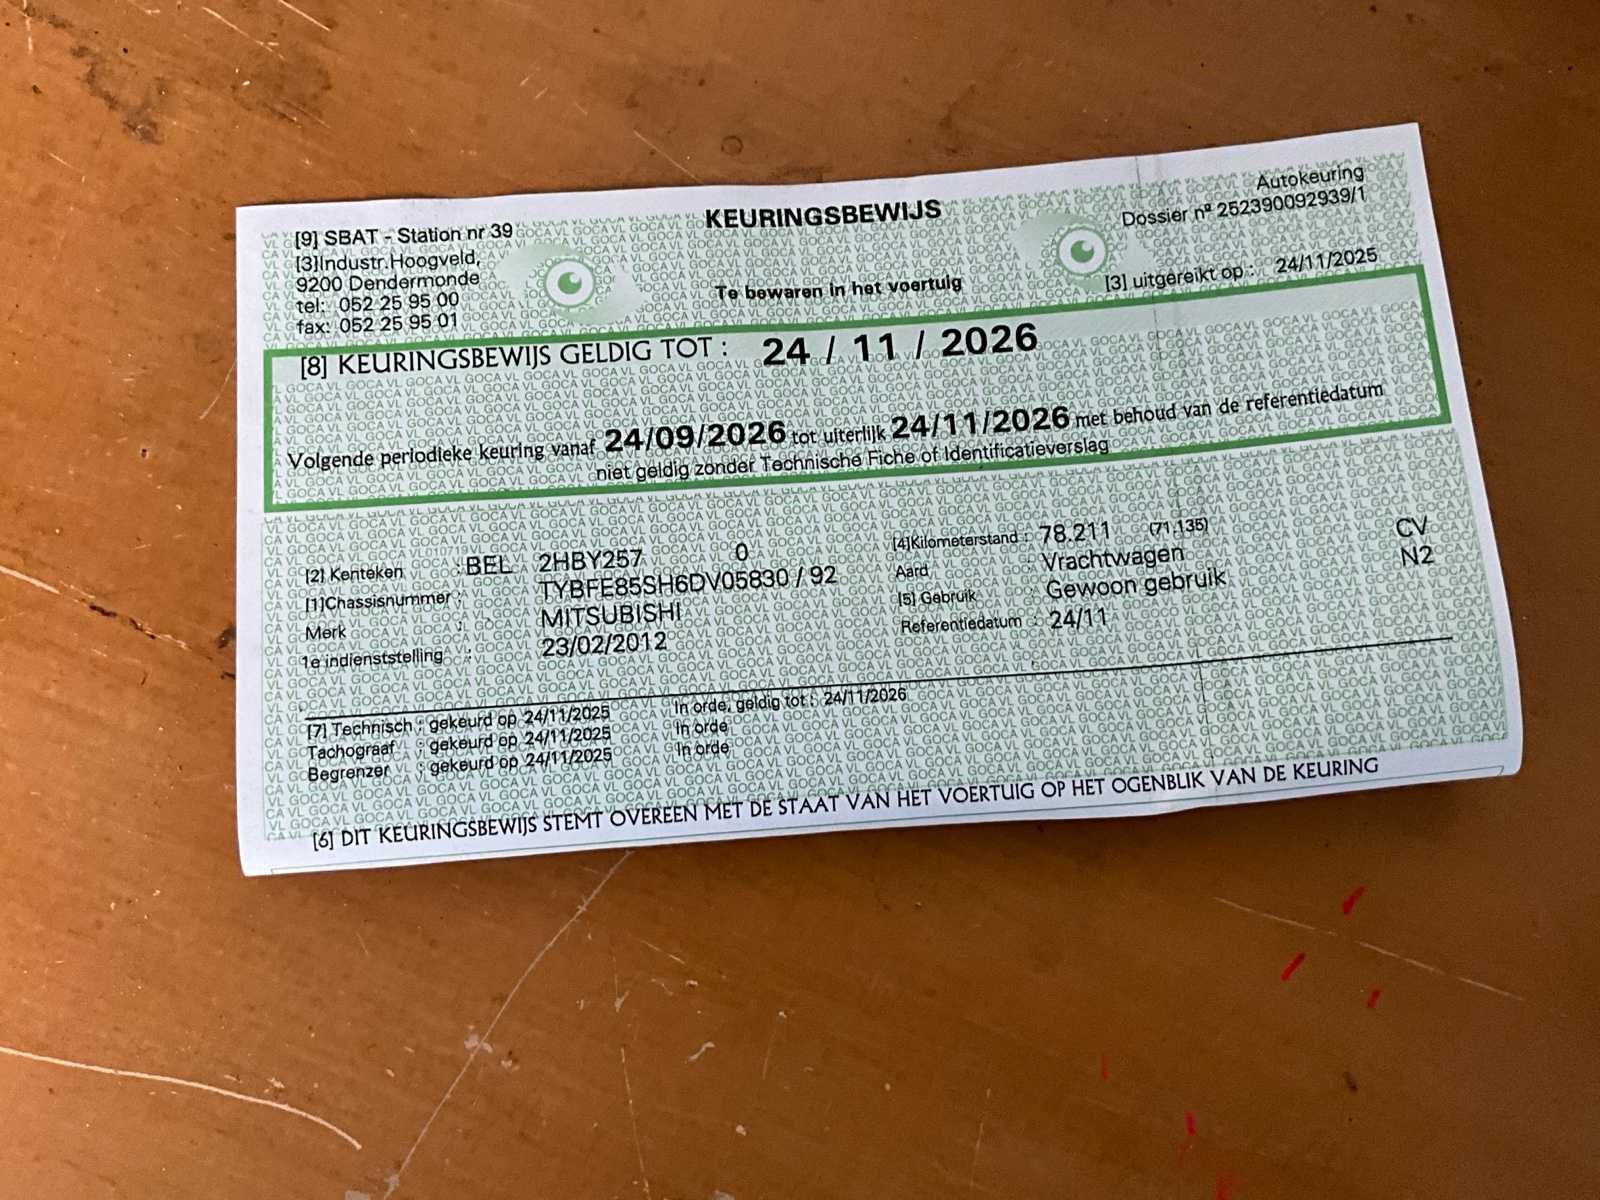 KEURINGSBEWIJS
Te bewaren in het voertuig
[9] SBAT - Station nr 39
[3]Industr.Hoogveld,
9200 Dendermonde
tel: 052 25 95 00
fax: 052 25 95 01
Autokeuring
Dossier nº 252390092939/1
[3] uitgereikt op : 24/11/2025
[8] KEURINGSBEWIJS GELDIG TOT : 24 / 11 / 2026
Volgende periodieke keuring vanaf 24/09/2026 tot uiterlijk 24/11/2026 met behoud van de referentiedatum
niet geldig zonder Technische Fiche of Identificatieverslag
[2] Kenteken : BEL 2HBY257 0
[1]Chassisnummer : TYBFE85SH6DV05830 / 92
Merk : MITSUBISHI
1e indienststelling : 23/02/2012
[4]Kilometerstand : 78.211 (71.135) CV
Aard : Vrachtwagen N2
[5] Gebruik : Gewoon gebruik
Referentiedatum : 24/11
[7] Technisch : gekeurd op 24/11/2025 In orde, geldig tot : 24/11/2026
Tachograaf : gekeurd op 24/11/2025 In orde
Begrenzer : gekeurd op 24/11/2025 In orde
[6] DIT KEURINGSBEWIJS STEMT OVEREEN MET DE STAAT VAN HET VOERTUIG OP HET OGENBLIK VAN DE KEURING